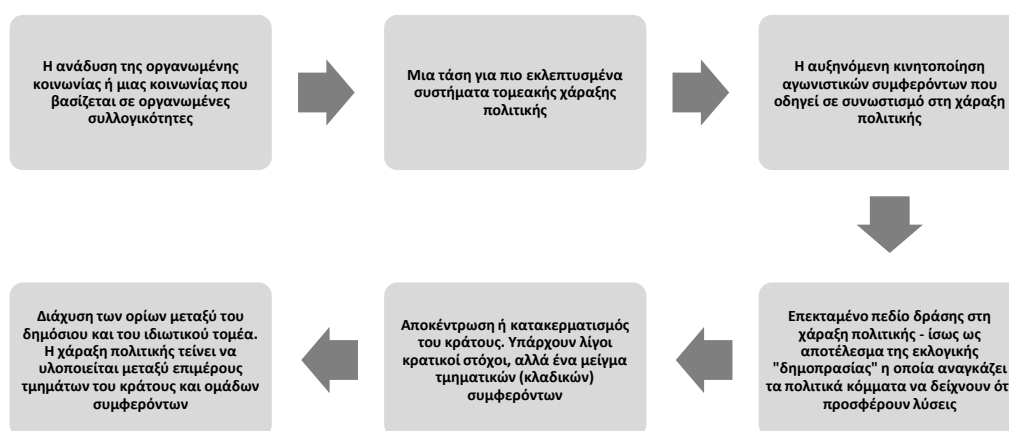 Η ανάδυση της οργανωμένης
κοινωνίας ή μιας κοινωνίας που
βασίζεται σε οργανωμένες
συλλογικότητες
Μια τάση για πιο εκλεπτυσμένα
συστήματα τομεακής χάραξης
πολιτικής
Η αυξηνόμενη κινητοποίηση
αγωνιστικών συμφερόντων που
οδηγεί σε συνωστισμό στη χάραξη
πολιτικής
Επεκταμένο πεδίο δράσης στη
χάραξη πολιτικής - ίσως ως
αποτέλεσμα της εκλογικής
"δημοπρασίας" η οποία αναγκάζει
τα πολιτικά κόμματα να δείχνουν ότ
προσφέρουν λύσεις
Αποκέντρωση ή κατακερματισμός
του κράτους. Υπάρχουν λίγοι
κρατικοί στόχοι, αλλά ένα μείγμα
τμηματικών (κλαδικών)
συμφερόντων
Διάχυση των ορίων μεταξύ του
δημόσιου και του ιδιωτικού τομέα.
Η χάραξη πολιτικής τείνει να
υλοποιείται μεταξύ επιμέρους
τμημάτων του κράτους και ομάδων
συμφερόντων